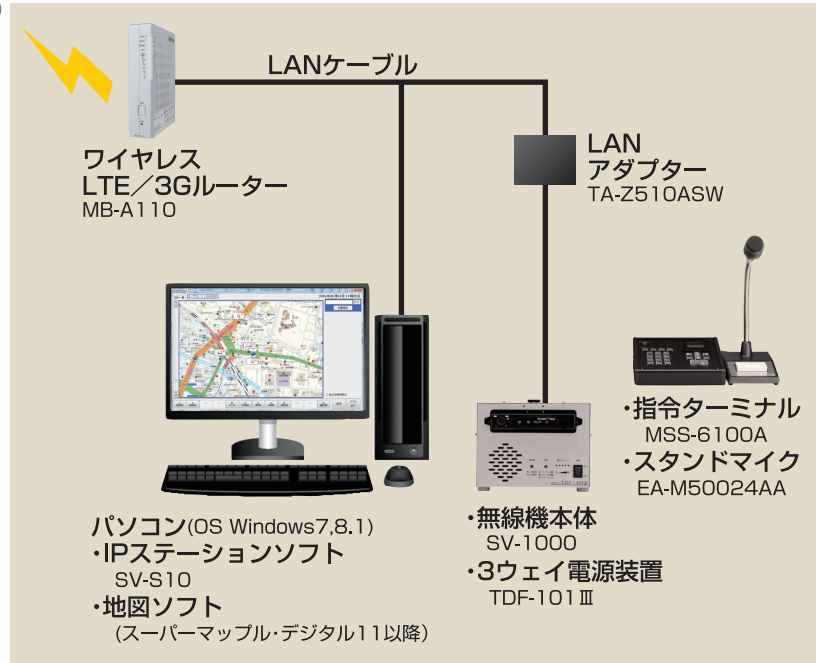 LANケーブル
ワイヤレス
LTE／3Gルーター
MB-A110
LAN
アダプター
TA-Z510ASW
・指令ターミナル
MSS-6100A
・スタンドマイク
EA-M50024AA
パソコン(OS Windows7,8.1)
・IPステーションソフト
SV-S10
・地図ソフト
(スーパーマップル・デジタル11以降)
・無線機本体
SV-1000
・3ウェイ電源装置
TDF-101Ⅲ